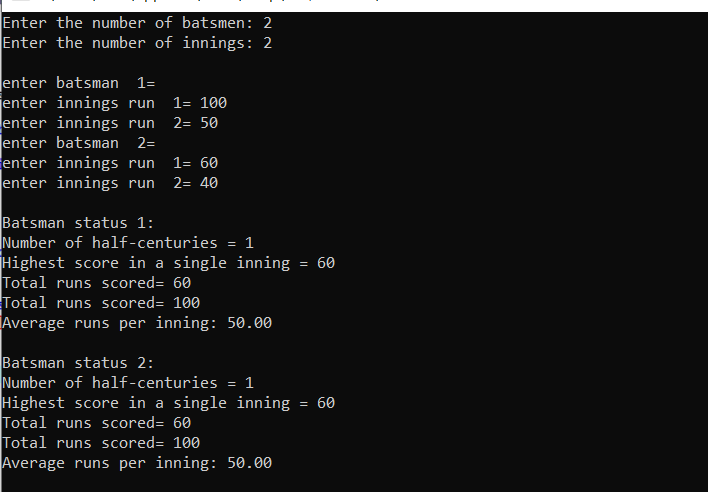 Enter the number of batsmen: 2
Enter the number of innings: 2
enter batsman  1=
enter innings run  1= 100
enter innings run  2= 50
enter batsman  2=
enter innings run  1= 60
enter innings run  2= 40
Batsman status 1:
Number of half-centuries = 1
Highest score in a single inning = 60
Total runs scored= 60
Total runs scored= 100
Average runs per inning: 50.00
Batsman status 2:
Number of half-centuries = 1
Highest score in a single inning = 60
Total runs scored= 60
Total runs scored= 100
Average runs per inning: 50.00